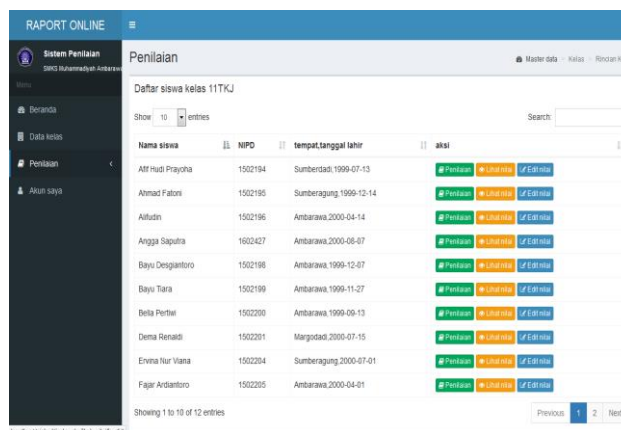 RAPORT ONLINE
Sistem Penilaian
SMKS Muhammadiyah Ambaraw
Menu
Beranda
Data kelas
Penilaian
Akun saya
Penilaian
Master data > Kelas > Rincian K
Daftar siswa kelas 11TKJ
Show 10 entries Search:
Nama siswa NIPD tempat,tanggal lahir aksi
Afif Hudi Prayoha 1502194 Sumberdadi,1999-07-13 Penilaian Lihat nilai Edit nilai
Ahmad Fatoni 1502195 Sumberagung,1999-12-14 Penilaian Lihat nilai Edit nilai
Alifudin 1502196 Ambarawa,2000-04-14 Penilaian Lihat nilai Edit nilai
Angga Saputra 1602427 Ambarawa,2000-08-07 Penilaian Lihat nilai Edit nilai
Bayu Desgiantoro 1502198 Ambarawa,1999-12-07 Penilaian Lihat nilai Edit nilai
Bayu Tiara 1502199 Ambarawa,1999-11-27 Penilaian Lihat nilai Edit nilai
Bella Pertiwi 1502200 Ambarawa,1999-09-13 Penilaian Lihat nilai Edit nilai
Dema Renaldi 1502201 Margodadi,2000-07-15 Penilaian Lihat nilai Edit nilai
Ervina Nur Viana 1502204 Sumberagung,2000-07-01 Penilaian Lihat nilai Edit nilai
Fajar Ardiantoro 1502205 Ambarawa,2000-04-01 Penilaian Lihat nilai Edit nilai
Showing 1 to 10 of 12 entries Previous 1 2 Next